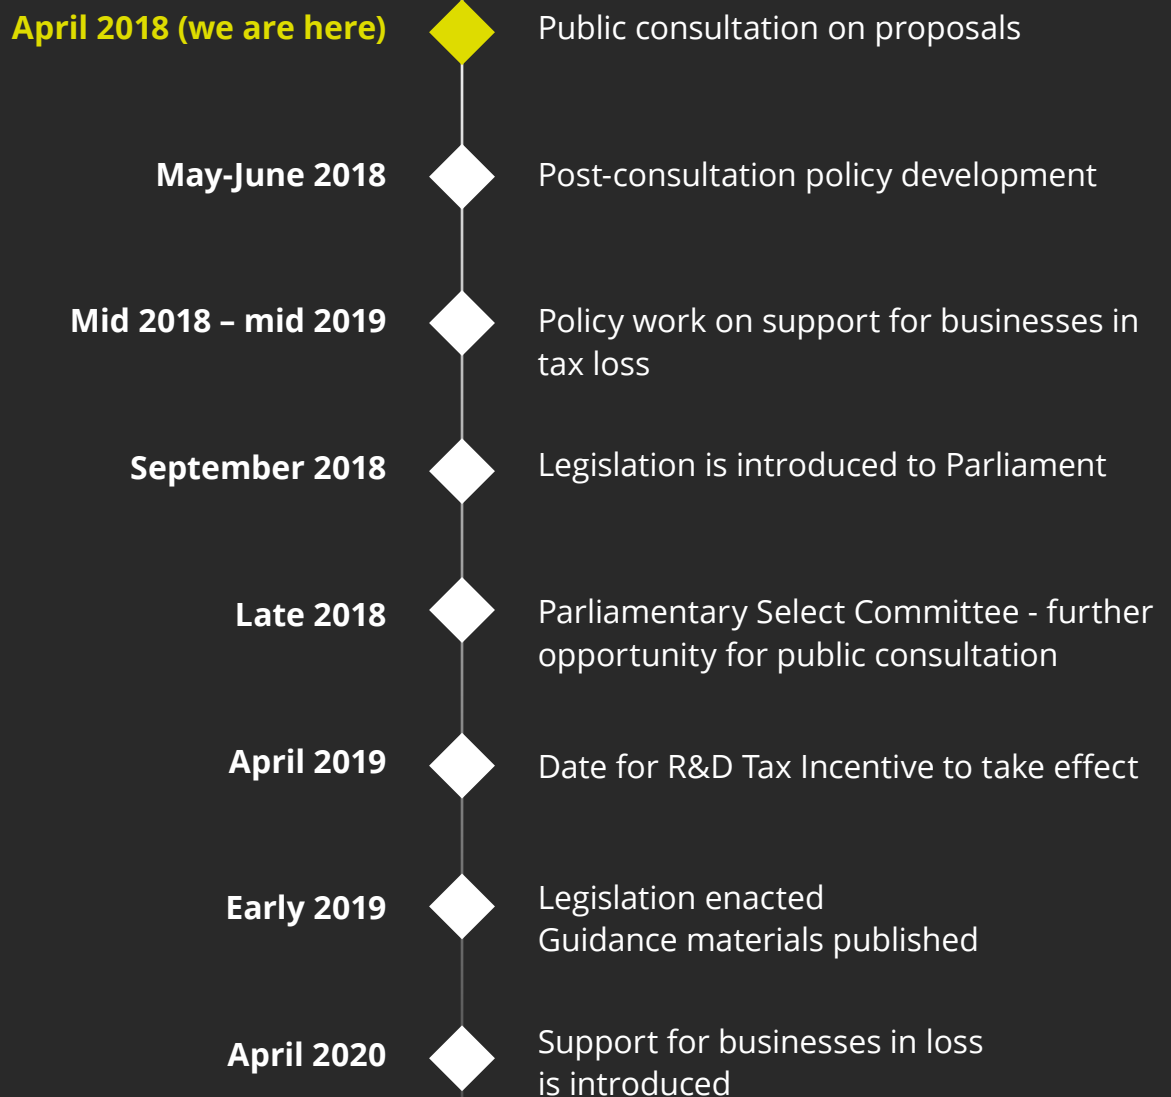 April 2018 (we are here)
Public consultation on proposals
May-June 2018
Post-consultation policy development
Mid 2018 – mid 2019
Policy work on support for businesses in
tax loss
September 2018
Legislation is introduced to Parliament
Late 2018
Parliamentary Select Committee - further
opportunity for public consultation
April 2019
Date for R&D Tax Incentive to take effect
Early 2019
Legislation enacted
Guidance materials published
April 2020
Support for businesses in loss
is introduced